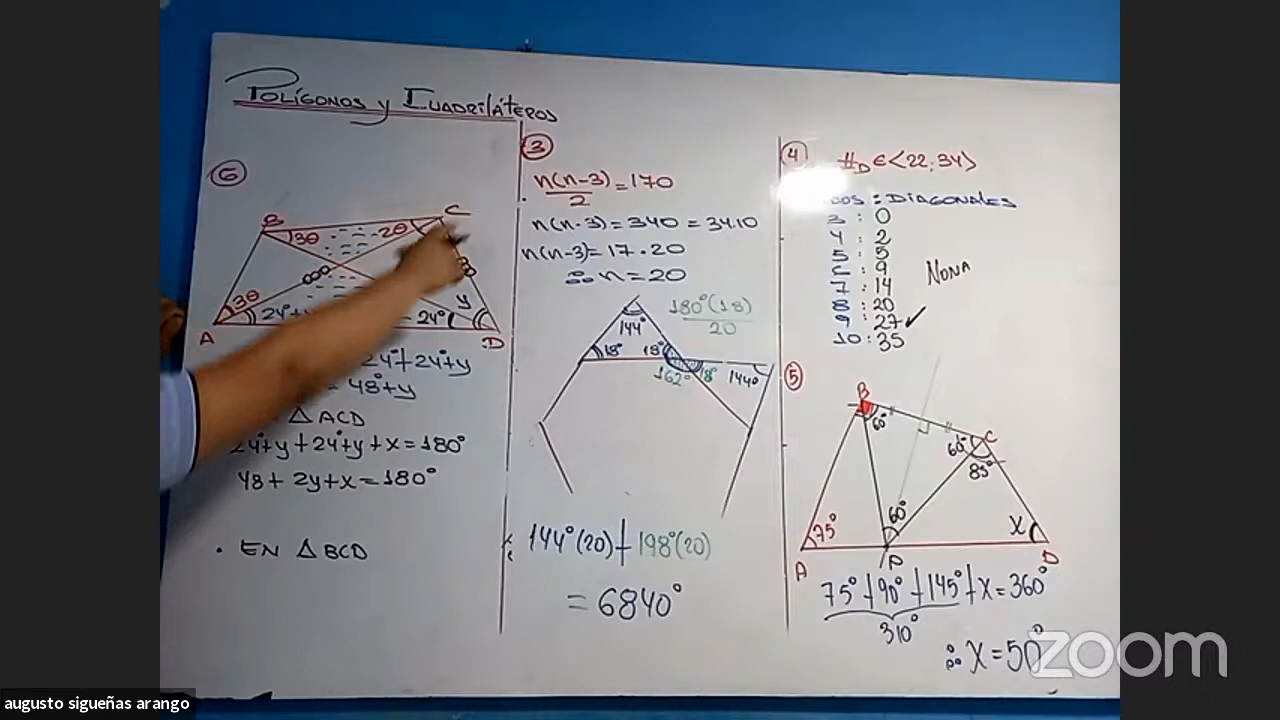 POLÍGONOS Y CUADRILÁTEROS
6
B
C
3θ
2θ
A
3θ
24°+
24°
y
D
24°+24°+y
48°+y
△ ACD
24°+y+24°+y+x=180°
48+2y+x=180°
• EN △ BCD
3
n(n-3)/2=170
n(n-3)=340=34.10
n(n-3)=17.20
∴ n=20
180°(18)
20
144°
18°
18°
162°
18°
144°
144°(20)+198°(20)
=6840°
4
#D ∈<22;34>
DOS : DIAGONALES
3 : 0
4 : 2
5 : 5
6 : 9
7 : 14
8 : 20
9 : 27 ✓
10 : 35
NONA
5
B
60°
C
60°
85°
75°
60°
x
A
P
D
75°+90°+145°+x=360°
310°
∴ x=50°
zoom
augusto sigueñas arango